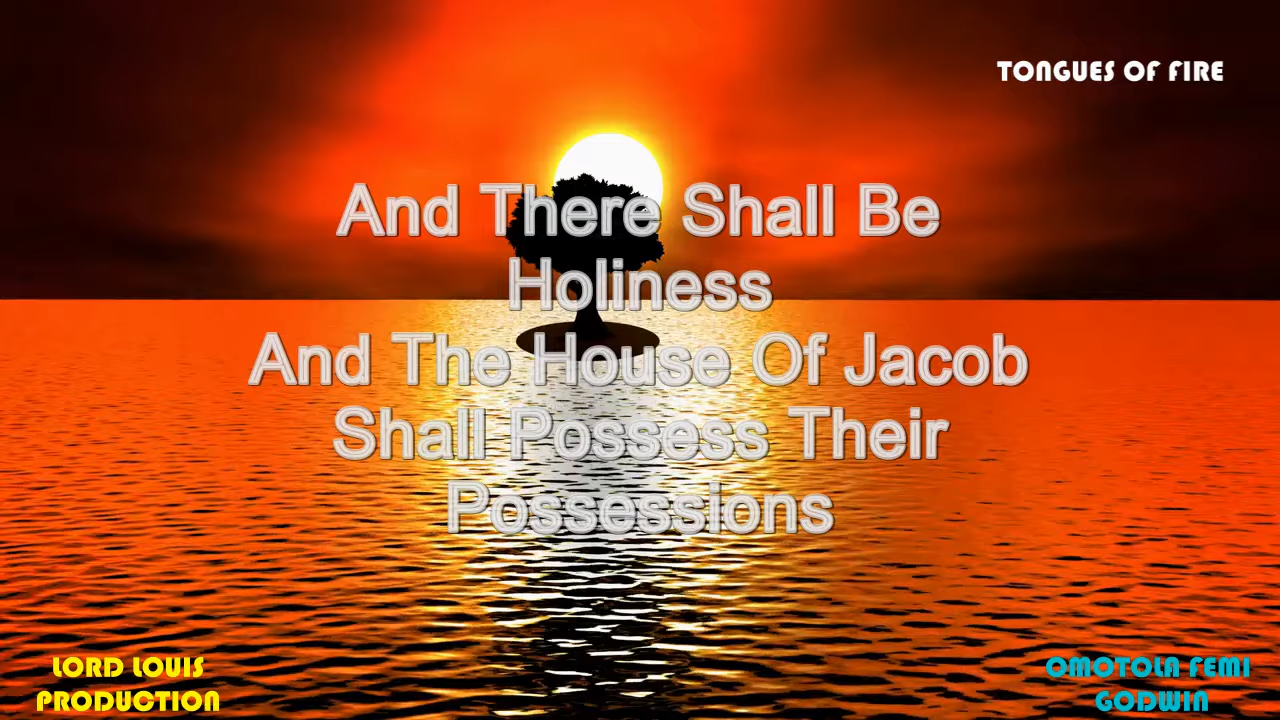 TONGUES OF FIRE
And There Shall Be
Holiness
And The House Of Jacob
Shall Possess Their
Possessions
LORD LOUIS
PRODUCTION
OMOTOLA FEMI
GODWIN